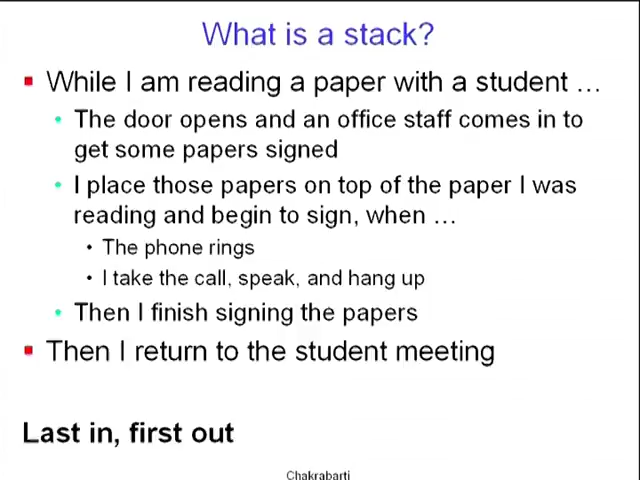 What is a stack?
While I am reading a paper with a student …
The door opens and an office staff comes in to
get some papers signed
I place those papers on top of the paper I was
reading and begin to sign, when …
The phone rings
I take the call, speak, and hang up
Then I finish signing the papers
Then I return to the student meeting
Last in, first out
Chakrabarti